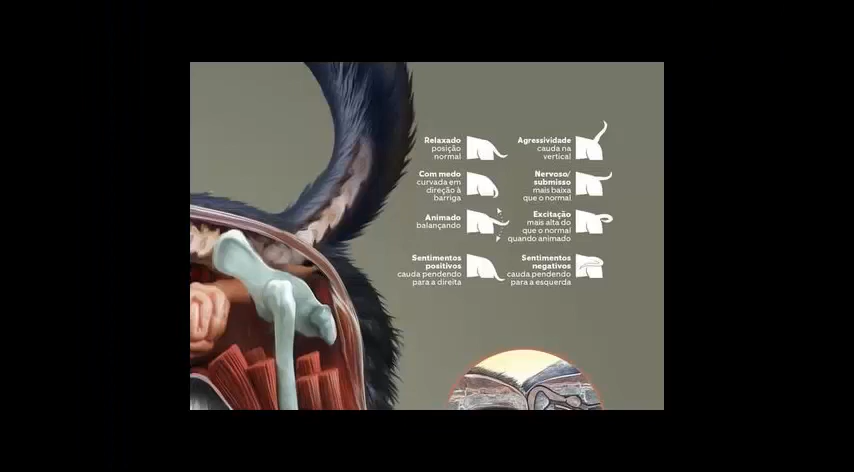 Relaxado
posição
normal
Agressividade
cauda na
vertical
Com medo
curvada em
direção à
barriga
Nervoso/
submisso
mais baixa
que o normal
Animado
balançando
Excitação
mais alta do
que o normal
quando animado
Sentimentos
positivos
cauda pendendo
para a direita
Sentimentos
negativos
cauda pendendo
para a esquerda